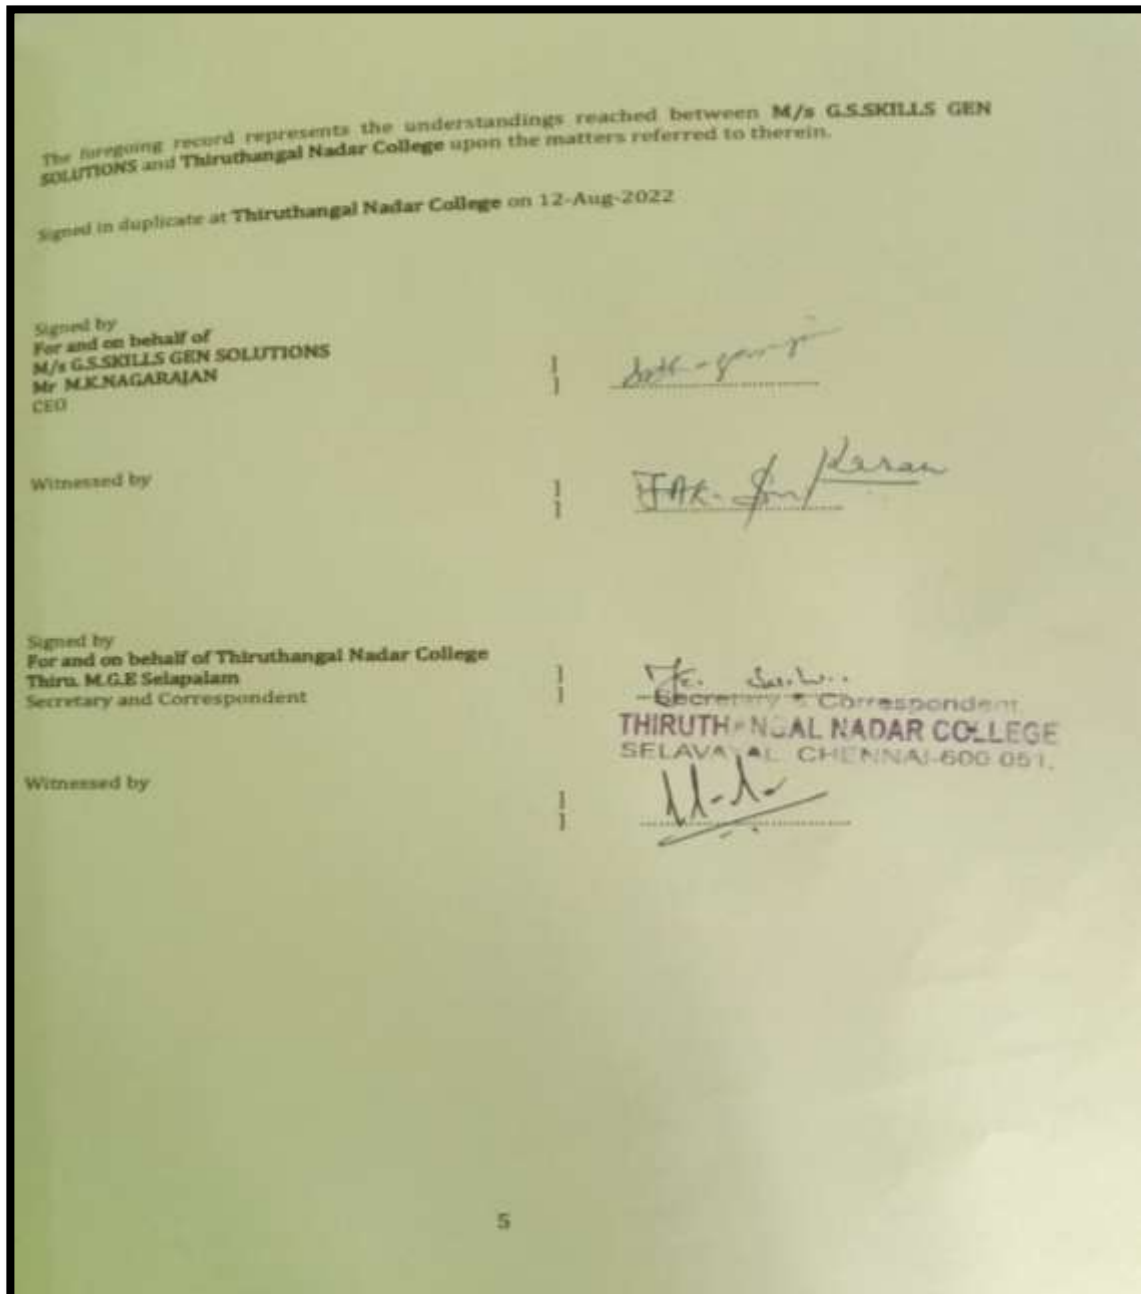 The foregoing record represents the understandings reached between M/s G.S.SKILLS GEN
SOLUTIONS and Thiruthangal Nadar College upon the matters referred to therein.
Signed in duplicate at Thiruthangal Nadar College on 12-Aug-2022
Signed by
For and on behalf of
M/s G.S.SKILLS GEN SOLUTIONS
Mr M.K.NAGARAJAN
CEO
Witnessed by
Karan
Signed by
For and on behalf of Thiruthangal Nadar College
Thiru. M.G.E Selapalam
Secretary and Correspondent
Secretary * Correspondent
THIRUTHANGAL NADAR COLLEGE
SELAVAYAL CHENNAI-600 051.
Witnessed by
5